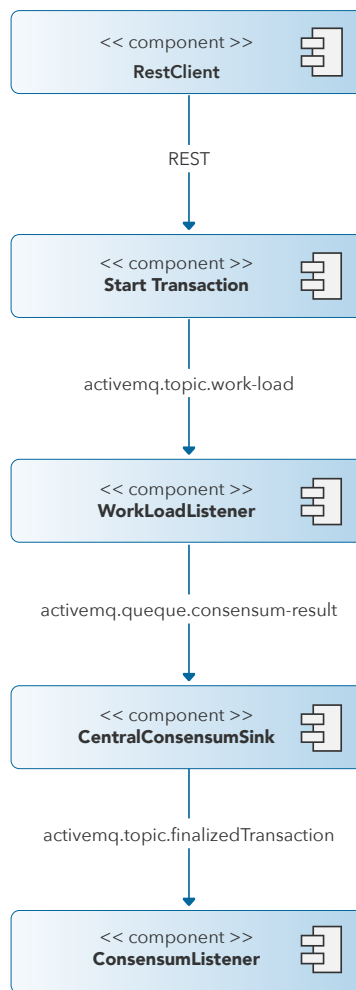 << component >>
RestClient
REST
<< component >>
Start Transaction
activemq.topic.work-load
<< component >>
WorkLoadListener
activemq.queque.consensum-result
<< component >>
CentralConsensumSink
activemq.topic.finalizedTransaction
<< component >>
ConsensumListener